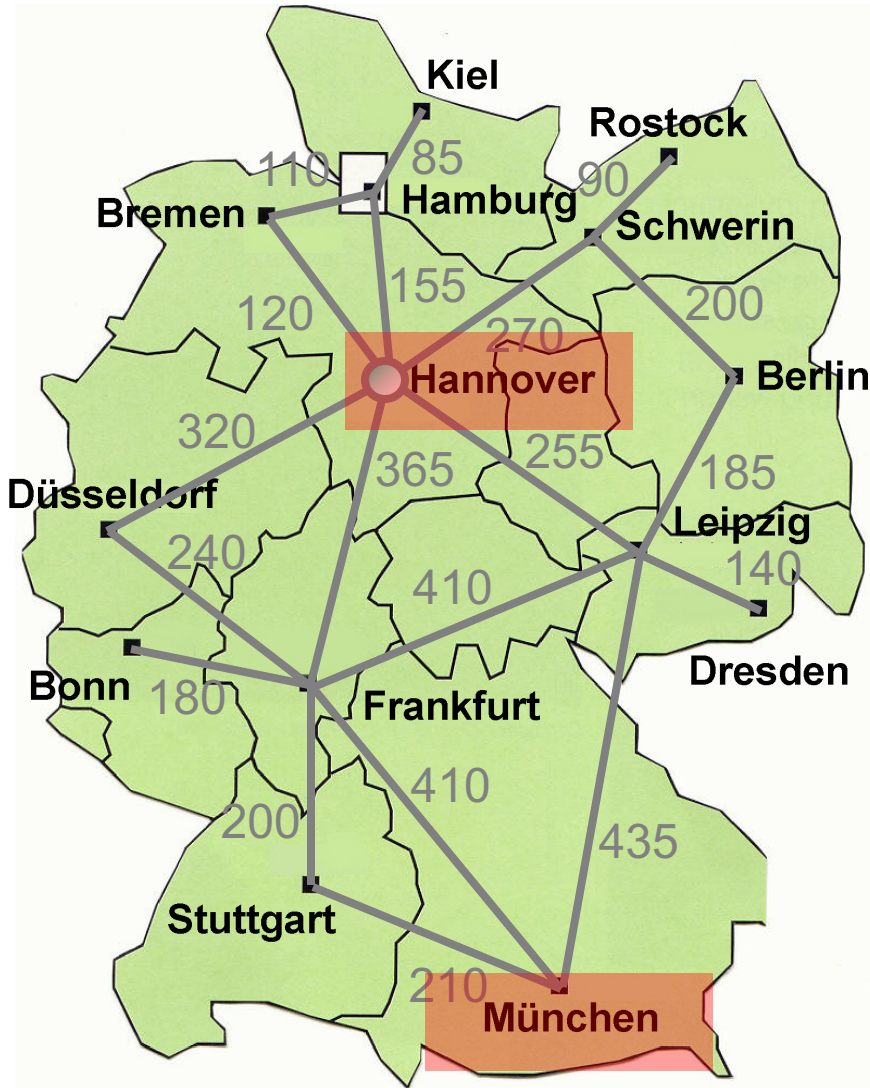 Kiel
Rostock
110
85
90
Hamburg
Bremen
Schwerin
155
200
120
270
Hannover
Berlin
320
255
365
185
Düsseldorf
Leipzig
240
140
410
Dresden
Bonn
180
Frankfurt
410
200
435
Stuttgart
210
München